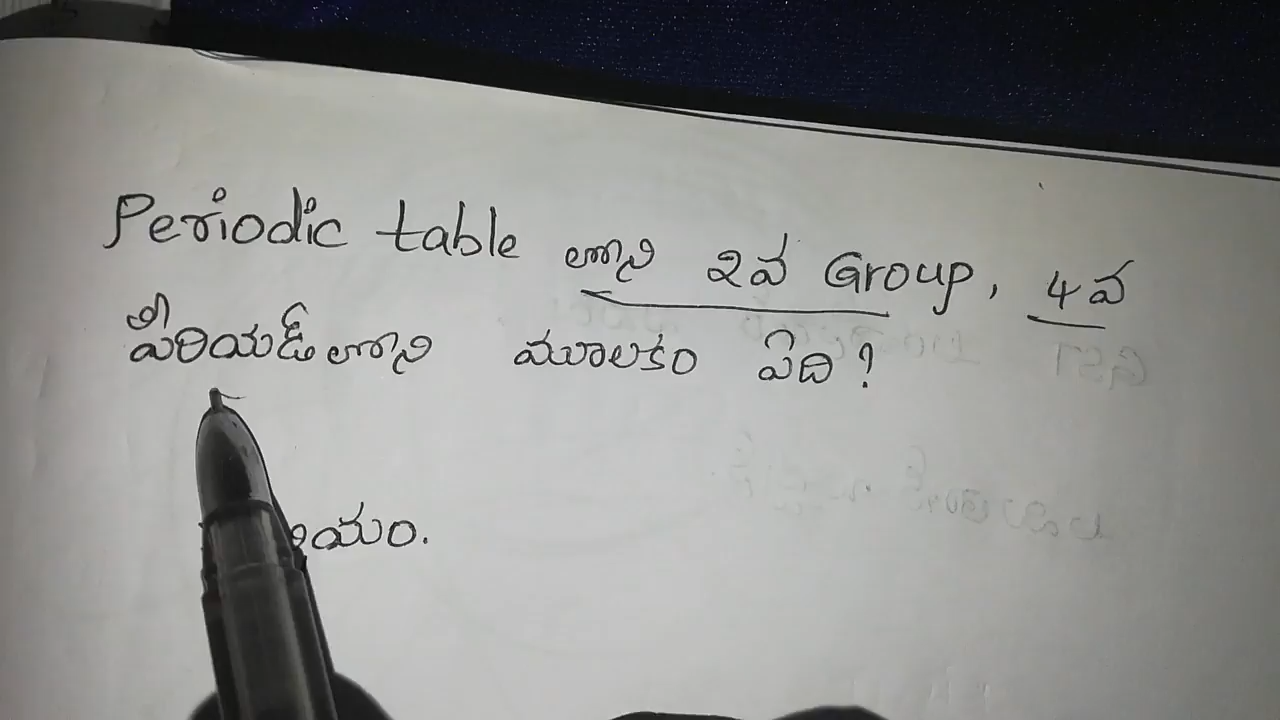 Periodic table లోని 2వ Group, 4వ
పీరియడ్ లోని మూలకం ఏది?